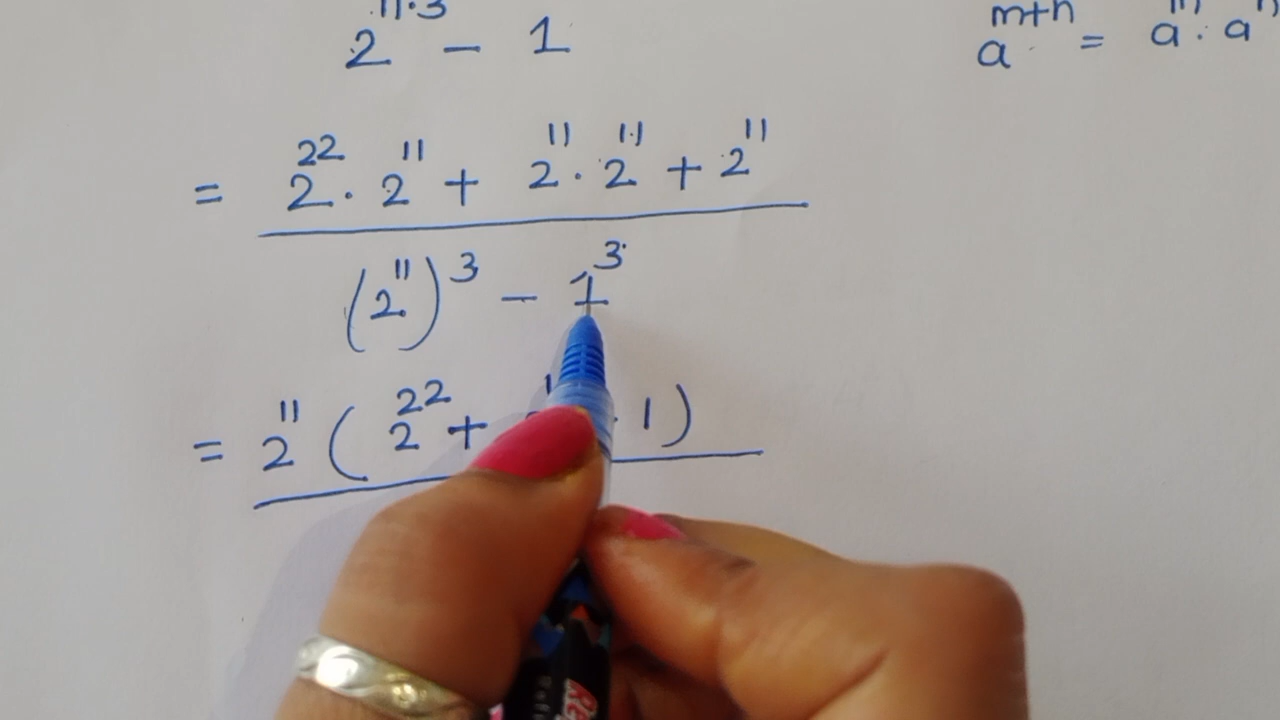 2^11·3 - 1
a^m+n = a^m · a^n
= 2^22 · 2^11 + 2^11 · 2^11 + 2^11
(2^11)^3 - 1^3
= 2^11 ( 2^22 + · 1)